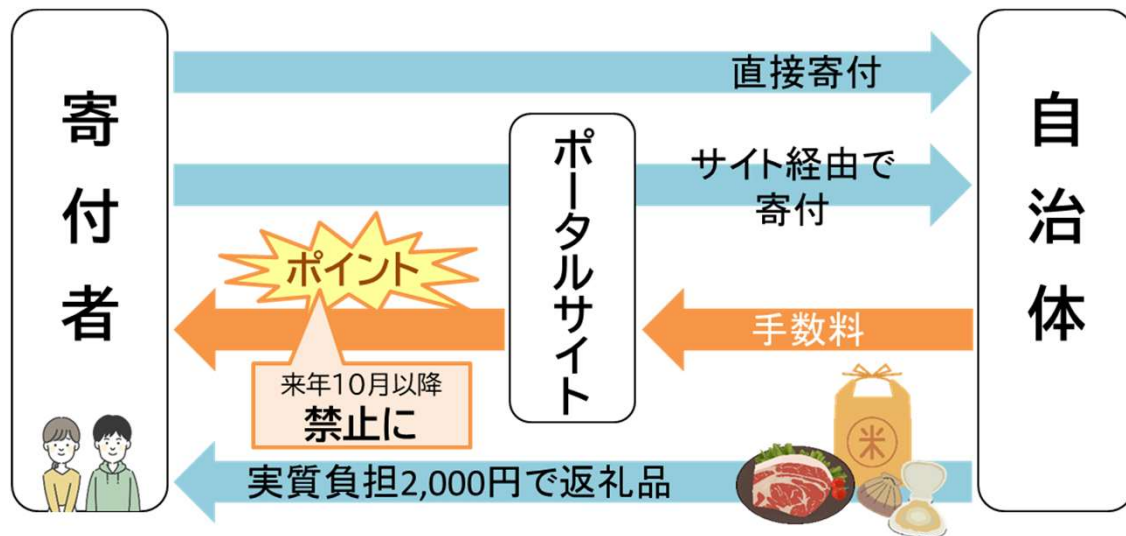 寄付者
直接寄付
自治体
ポータルサイト
サイト経由で
寄付
ポイント
手数料
来年10月以降
禁止に
米
実質負担2,000円で返礼品